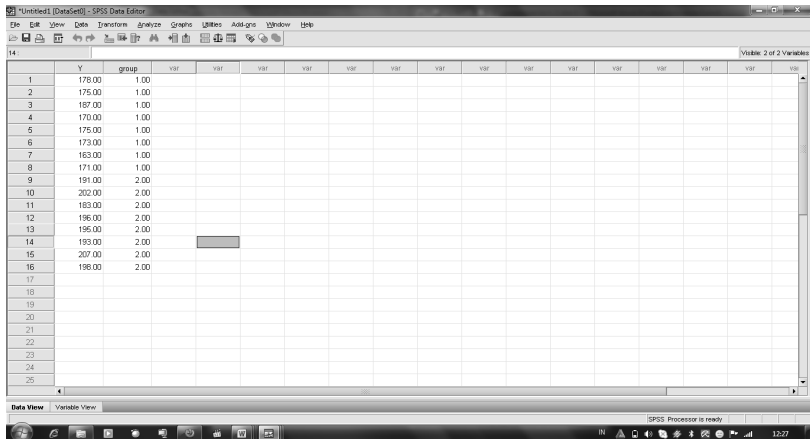 *Untitled1 [DataSet0] - SPSS Data Editor
File Edit View Data Transform Analyze Graphs Utilities Add-ons Window Help
14 : Visible: 2 of 2 Variables
Y group var var var var var var var var var var var var var
1 178.00 1.00
2 175.00 1.00
3 187.00 1.00
4 170.00 1.00
5 175.00 1.00
6 173.00 1.00
7 163.00 1.00
8 171.00 1.00
9 191.00 2.00
10 202.00 2.00
11 183.00 2.00
12 196.00 2.00
13 195.00 2.00
14 193.00 2.00
15 207.00 2.00
16 198.00 2.00
17
18
19
20
21
22
23
24
25
Data View Variable View
SPSS Processor is ready
IN 12:27